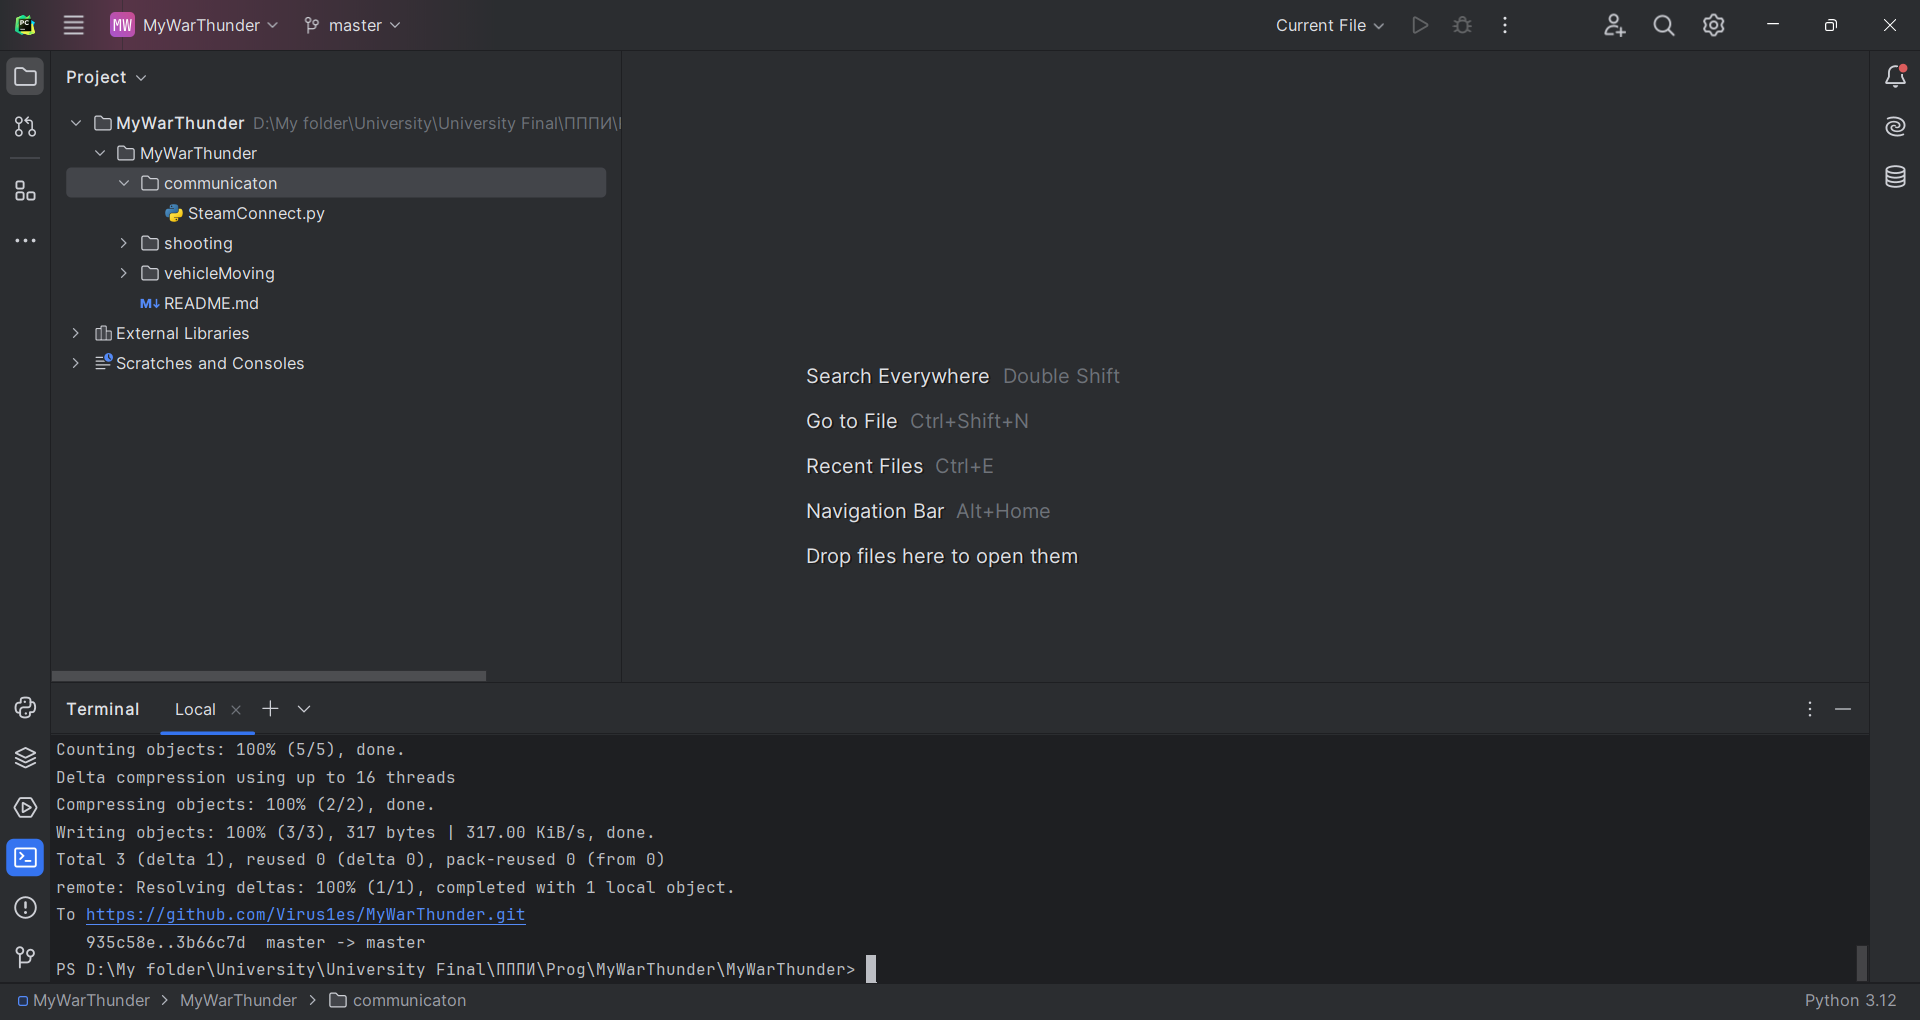 MW MyWarThunder master Current File
Project
MyWarThunder D:\My folder\University\University Final\ПППИ\
MyWarThunder
communicaton
SteamConnect.py
shooting
vehicleMoving
M↓ README.md
External Libraries
Scratches and Consoles
Search Everywhere Double Shift
Go to File Ctrl+Shift+N
Recent Files Ctrl+E
Navigation Bar Alt+Home
Drop files here to open them
Terminal Local
Counting objects: 100% (5/5), done.
Delta compression using up to 16 threads
Compressing objects: 100% (2/2), done.
Writing objects: 100% (3/3), 317 bytes | 317.00 KiB/s, done.
Total 3 (delta 1), reused 0 (delta 0), pack-reused 0 (from 0)
remote: Resolving deltas: 100% (1/1), completed with 1 local object.
To https://github.com/Virus1es/MyWarThunder.git
935c58e..3b66c7d master -> master
PS D:\My folder\University\University Final\ПППИ\Prog\MyWarThunder\MyWarThunder>
MyWarThunder > MyWarThunder > communicaton Python 3.12